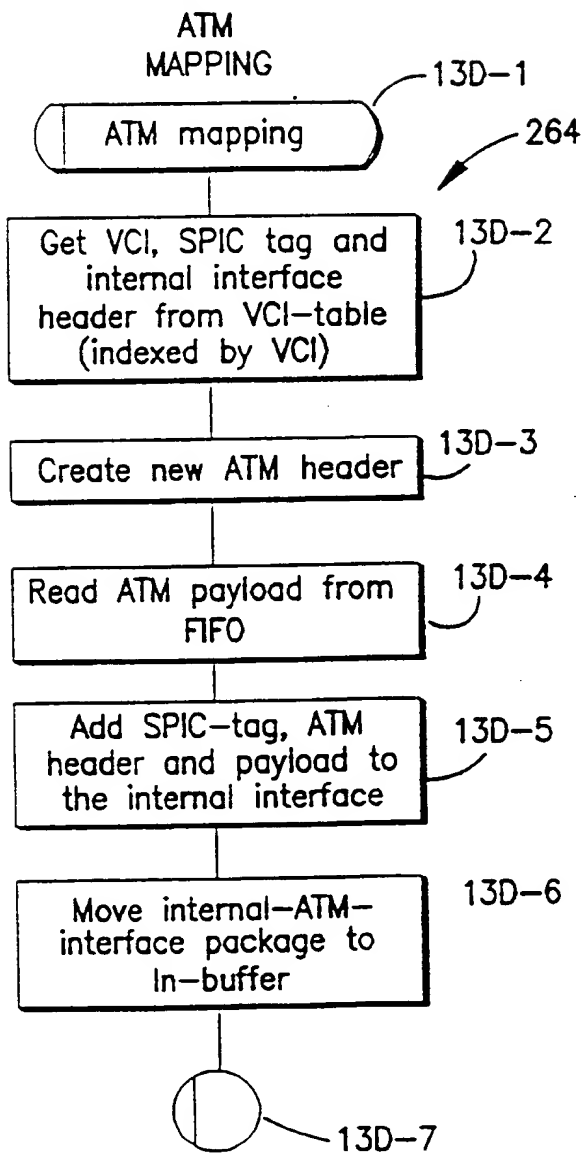 ATM
MAPPING
13D-1
ATM mapping
264
Get VCI, SPIC tag and
internal interface
header from VCI-table
(indexed by VCI)
13D-2
Create new ATM header
13D-3
Read ATM payload from
FIFO
13D-4
Add SPIC-tag, ATM
header and payload to
the internal interface
13D-5
Move internal-ATM-
interface package to
In-buffer
13D-6
13D-7